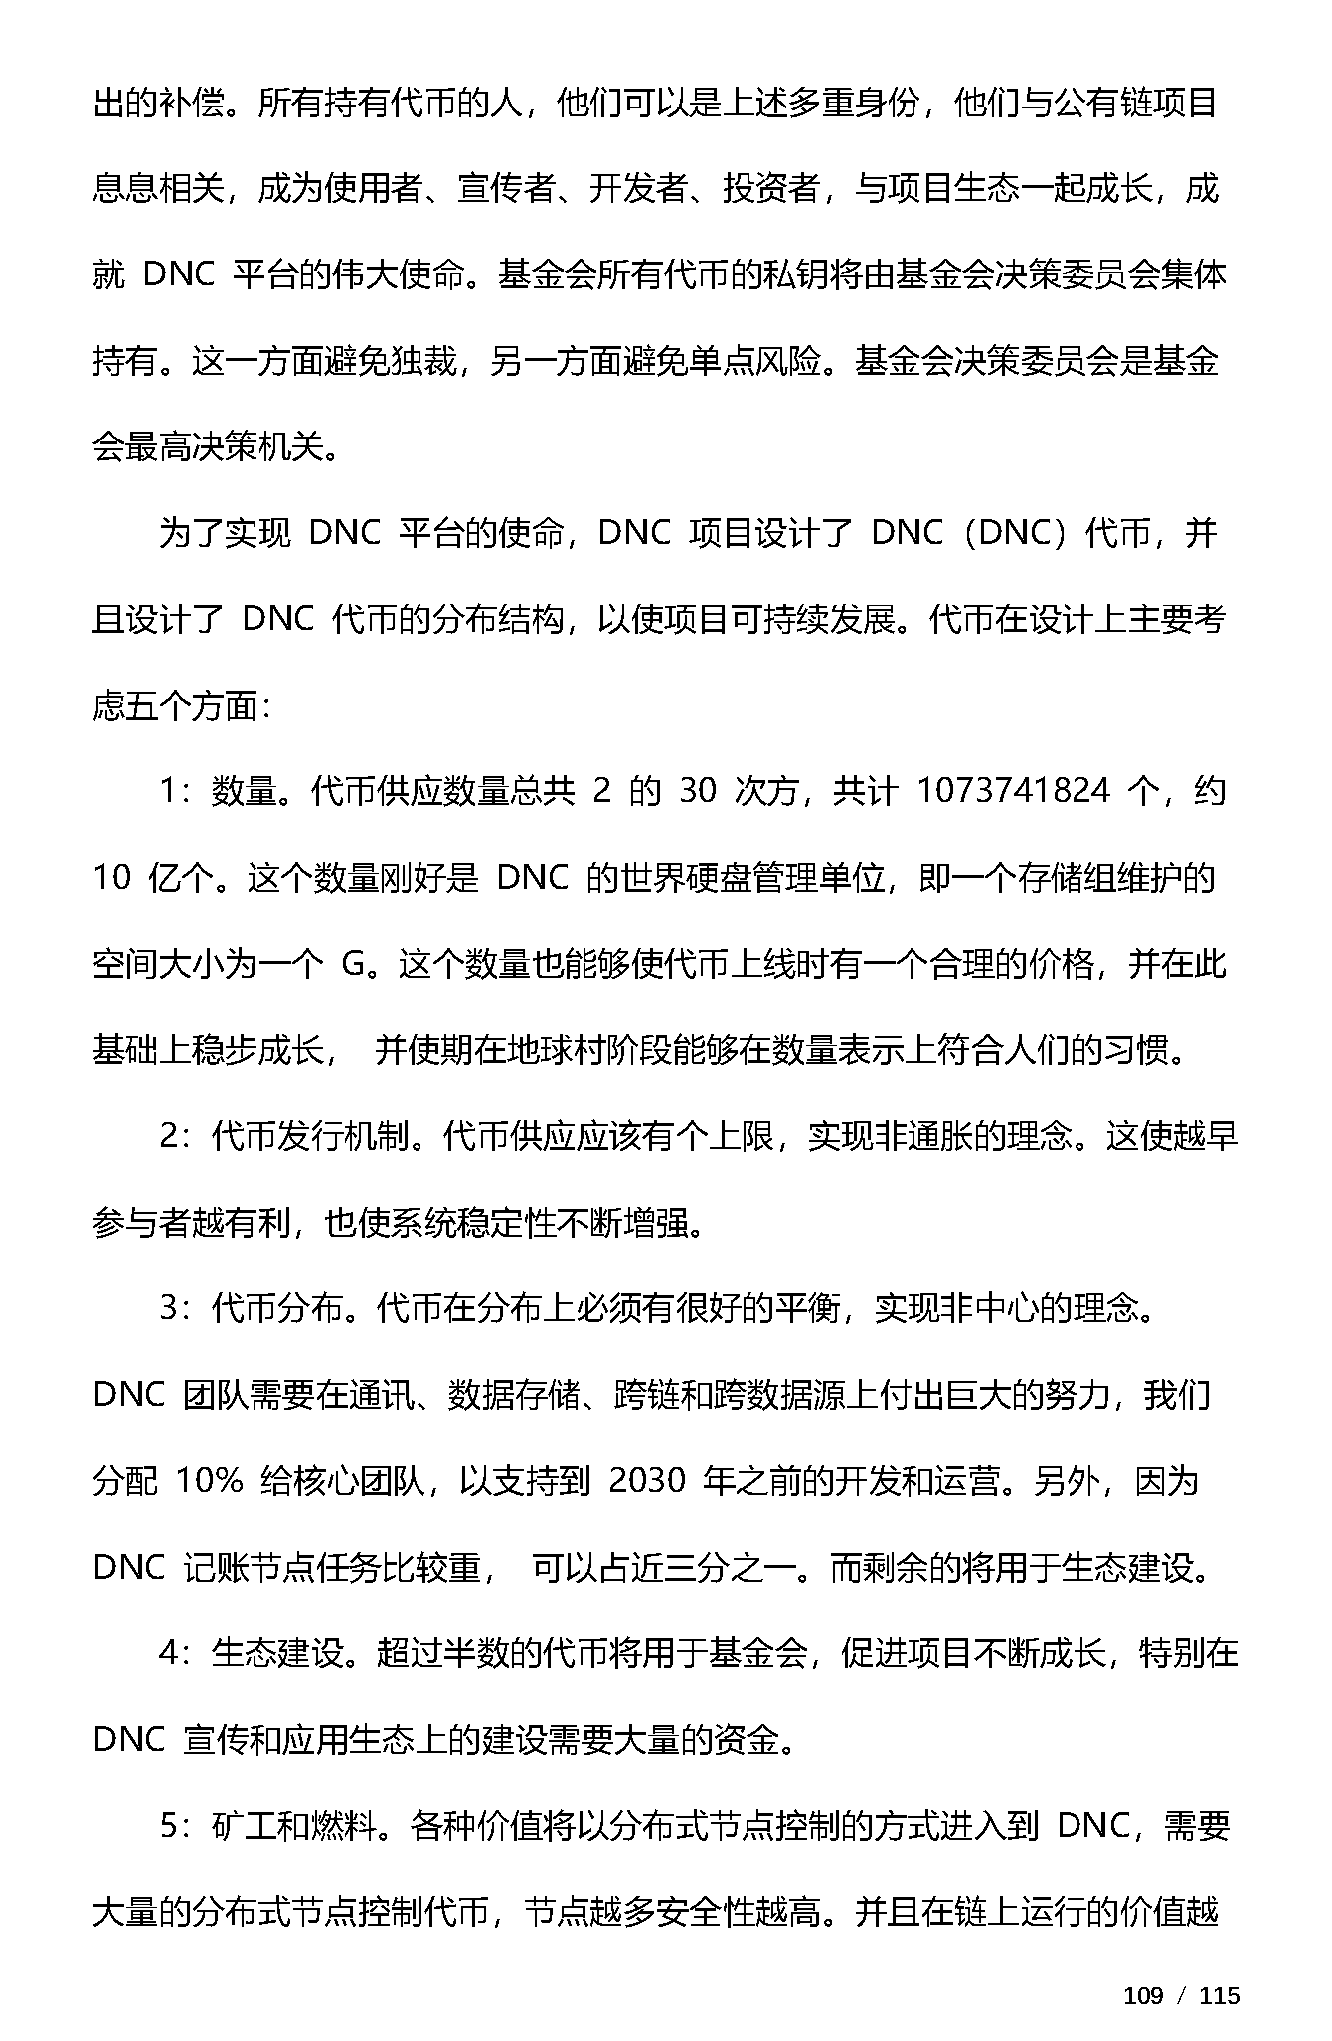 出的补偿。所有持有代币的人，他们可以是上述多重身份，他们与公有链项目
息息相关，成为使用者、宣传者、开发者、投资者，与项目生态一起成长，成
就 DNC 平台的伟大使命。基金会所有代币的私钥将由基金会决策委员会集体
持有。这一方面避免独裁，另一方面避免单点风险。基金会决策委员会是基金
会最高决策机关。
为了实现 DNC 平台的使命，DNC 项目设计了 DNC（DNC）代币，并
且设计了 DNC 代币的分布结构，以使项目可持续发展。代币在设计上主要考
虑五个方面：
1：数量。代币供应数量总共 2 的 30 次方，共计 1073741824 个，约
10 亿个。这个数量刚好是 DNC 的世界硬盘管理单位，即一个存储组维护的
空间大小为一个 G。这个数量也能够使代币上线时有一个合理的价格，并在此
基础上稳步成长， 并使期在地球村阶段能够在数量表示上符合人们的习惯。
2：代币发行机制。代币供应应该有个上限，实现非通胀的理念。这使越早
参与者越有利，也使系统稳定性不断增强。
3：代币分布。代币在分布上必须有很好的平衡，实现非中心的理念。
DNC 团队需要在通讯、数据存储、跨链和跨数据源上付出巨大的努力，我们
分配 10% 给核心团队，以支持到 2030 年之前的开发和运营。另外，因为
DNC 记账节点任务比较重， 可以占近三分之一。而剩余的将用于生态建设。
4：生态建设。超过半数的代币将用于基金会，促进项目不断成长，特别在
DNC 宣传和应用生态上的建设需要大量的资金。
5：矿工和燃料。各种价值将以分布式节点控制的方式进入到 DNC，需要
大量的分布式节点控制代币，节点越多安全性越高。并且在链上运行的价值越
109 / 115